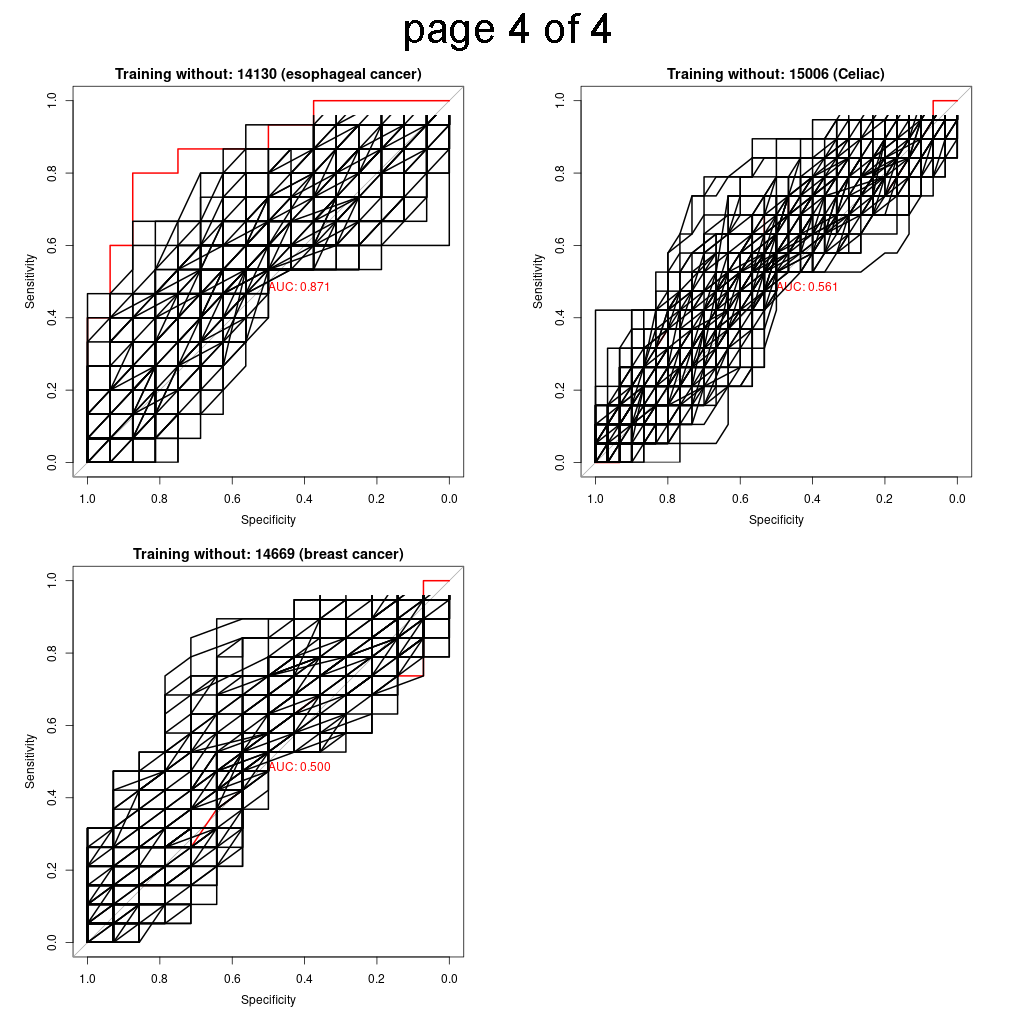 page 4 of 4
Training without: 14130 (esophageal cancer)
Sensitivity
0.0 0.2 0.4 0.6 0.8 1.0
AUC: 0.871
1.0 0.8 0.6 0.4 0.2 0.0
Specificity
Training without: 15006 (Celiac)
Sensitivity
0.0 0.2 0.4 0.6 0.8 1.0
AUC: 0.561
1.0 0.8 0.6 0.4 0.2 0.0
Specificity
Training without: 14669 (breast cancer)
Sensitivity
0.0 0.2 0.4 0.6 0.8 1.0
AUC: 0.500
1.0 0.8 0.6 0.4 0.2 0.0
Specificity